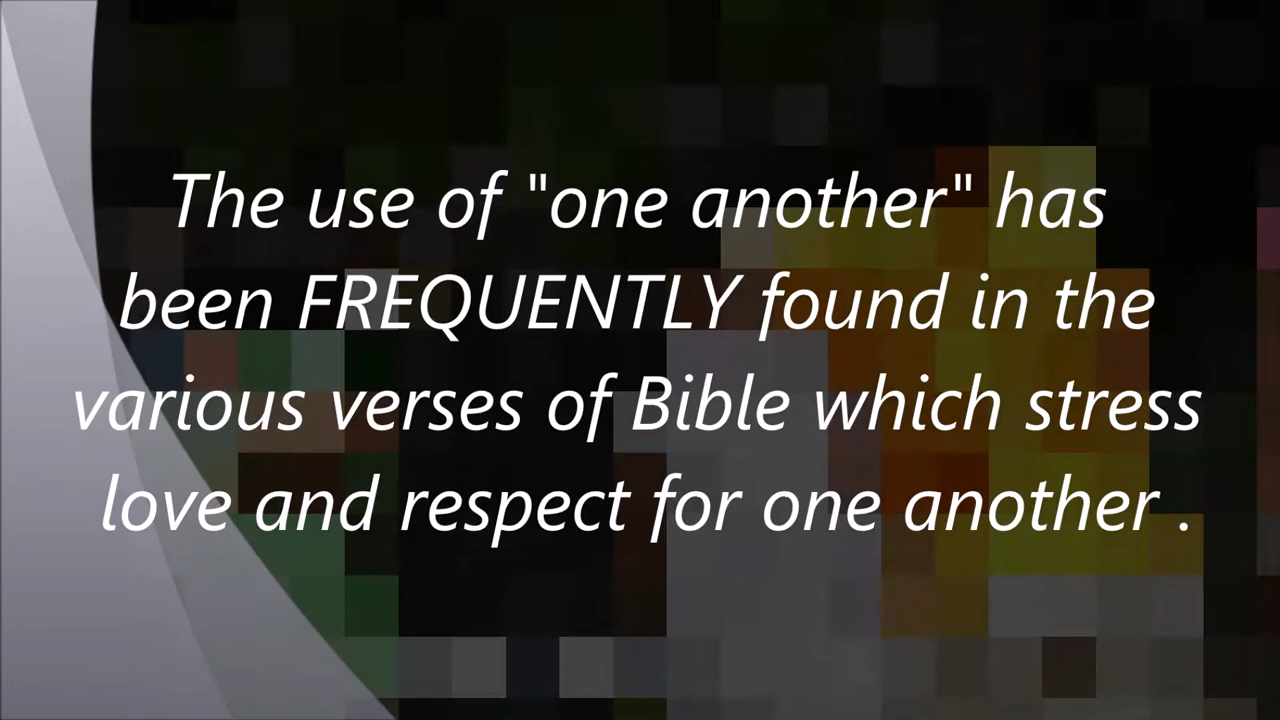 The use of "one another" has
been FREQUENTLY found in the
various verses of Bible which stress
love and respect for one another .